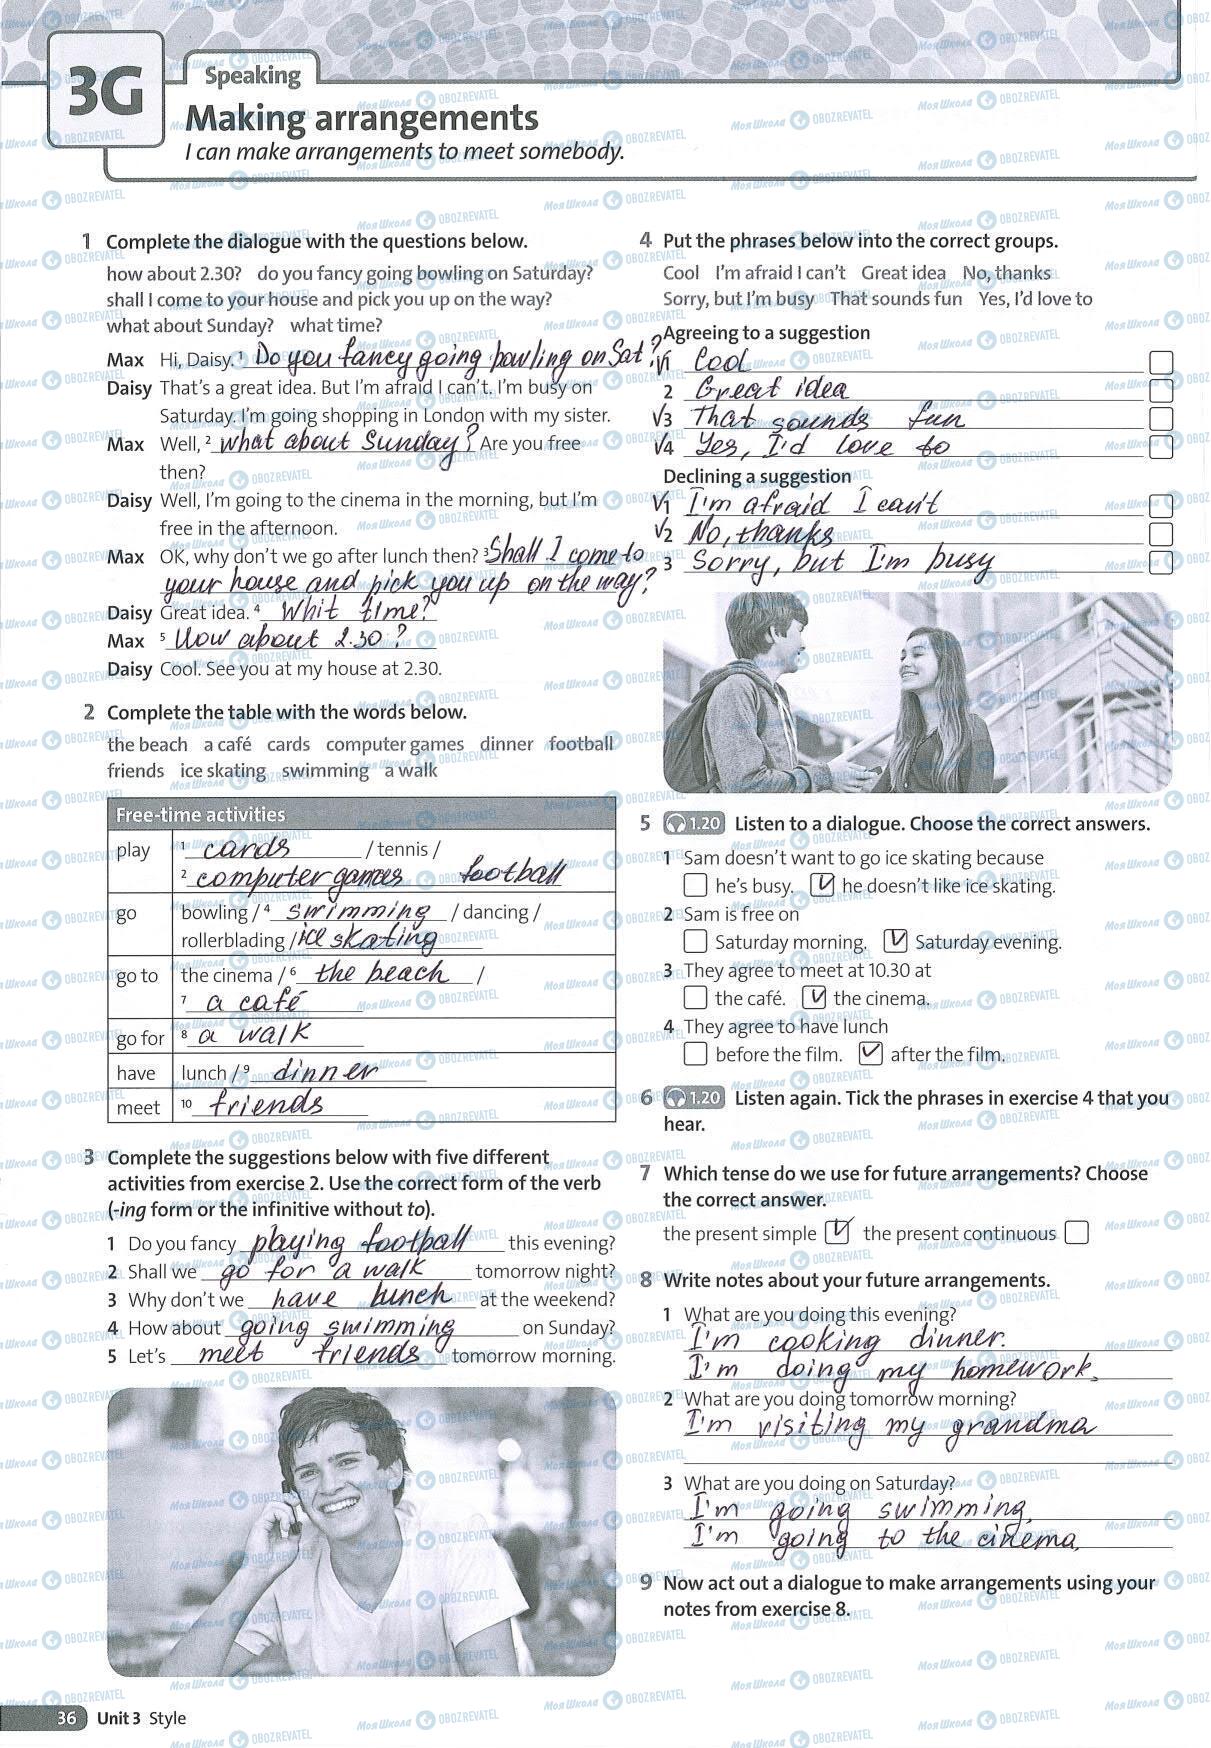 3G
Speaking
Making arrangements
I can make arrangements to meet somebody.
1 Complete the dialogue with the questions below.
how about 2.30? do you fancy going bowling on Saturday?
shall I come to your house and pick you up on the way?
what about Sunday? what time?
Max Hi, Daisy. 1 Do you fancy going bowling on Sat?
Daisy That's a great idea. But I'm afraid I can't. I'm busy on
Saturday. I'm going shopping in London with my sister.
Max Well, 2 what about Sunday? Are you free
then?
Daisy Well, I'm going to the cinema in the morning, but I'm
free in the afternoon.
Max OK, why don't we go after lunch then? 3 Shall I come to
your house and pick you up on the way?
Daisy Great idea. 4 Whit time?
Max 5 How about 2.30?
Daisy Cool. See you at my house at 2.30.
2 Complete the table with the words below.
the beach a café cards computer games dinner football
friends ice skating swimming a walk
Free-time activities
play 1 cards / tennis /
2 computer games football
go bowling / 4 swimming / dancing /
rollerblading / ice skating
go to the cinema / 6 the beach /
7 a café
go for 8 a walk
have lunch / 9 dinner
meet 10 friends
3 Complete the suggestions below with five different
activities from exercise 2. Use the correct form of the verb
(-ing form or the infinitive without to).
1 Do you fancy playing football this evening?
2 Shall we go for a walk tomorrow night?
3 Why don't we have lunch at the weekend?
4 How about going swimming on Sunday?
5 Let's meet friends tomorrow morning.
36 Unit 3 Style
4 Put the phrases below into the correct groups.
Cool I'm afraid I can't Great idea No, thanks
Sorry, but I'm busy That sounds fun Yes, I'd love to
Agreeing to a suggestion
V1 Cool
2 Great idea
V3 That sounds fun
V4 Yes, I'd love to
Declining a suggestion
V1 I'm afraid I can't
V2 No, thanks
3 Sorry, but I'm busy
5 1.20 Listen to a dialogue. Choose the correct answers.
1 Sam doesn't want to go ice skating because
he's busy. V he doesn't like ice skating.
2 Sam is free on
Saturday morning. V Saturday evening.
3 They agree to meet at 10.30 at
the café. V the cinema.
4 They agree to have lunch
before the film. V after the film.
6 1.20 Listen again. Tick the phrases in exercise 4 that you
hear.
7 Which tense do we use for future arrangements? Choose
the correct answer.
the present simple V the present continuous
8 Write notes about your future arrangements.
1 What are you doing this evening?
I'm cooking dinner.
I'm doing my homework.
2 What are you doing tomorrow morning?
I'm visiting my grandma
3 What are you doing on Saturday?
I'm going swimming.
I'm going to the cinema.
9 Now act out a dialogue to make arrangements using your
notes from exercise 8.
Моя Школа OBOZREVATEL